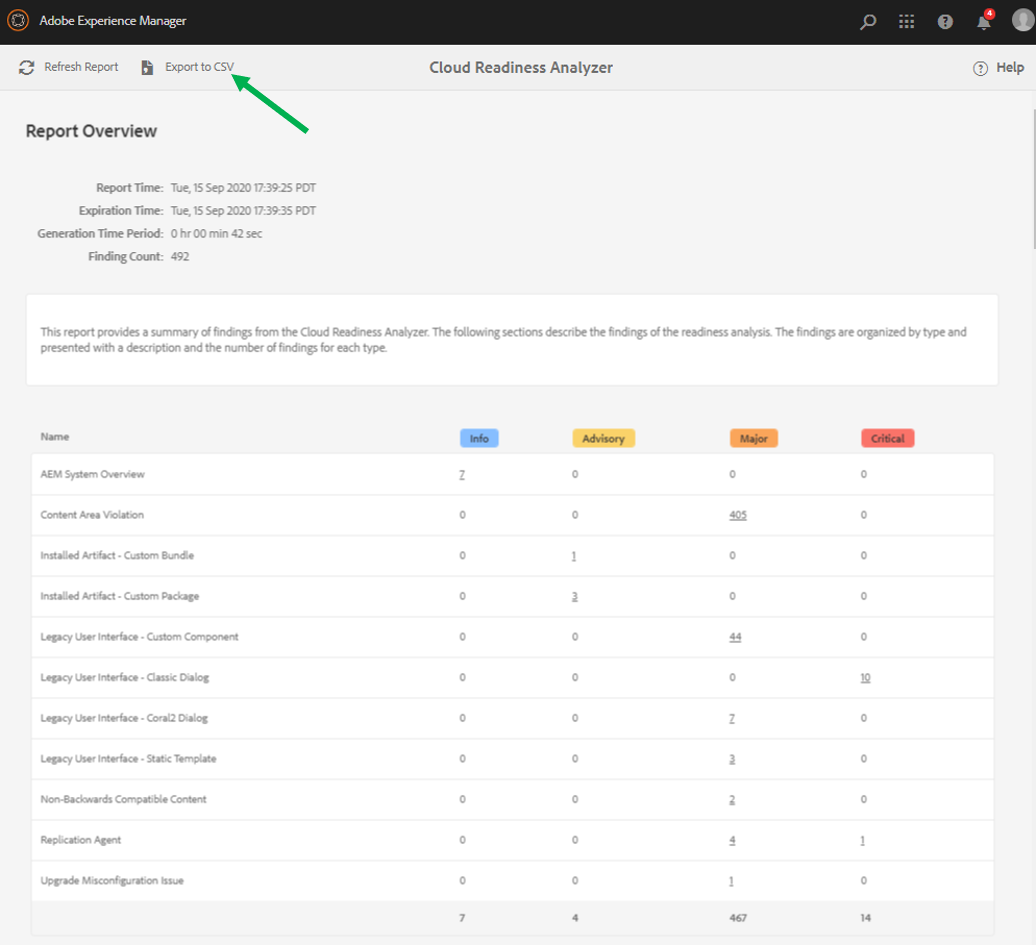 Adobe Experience Manager
4
Refresh Report Export to CSV Cloud Readiness Analyzer Help
Report Overview
Report Time: Tue, 15 Sep 2020 17:39:25 PDT
Expiration Time: Tue, 15 Sep 2020 17:39:35 PDT
Generation Time Period: 0 hr 00 min 42 sec
Finding Count: 492
This report provides a summary of findings from the Cloud Readiness Analyzer. The following sections describe the findings of the readiness analysis. The findings are organized by type and
presented with a description and the number of findings for each type.
Name Info Advisory Major Critical
AEM System Overview 7 0 0 0
Content Area Violation 0 0 405 0
Installed Artifact - Custom Bundle 0 1 0 0
Installed Artifact - Custom Package 0 3 0 0
Legacy User Interface - Custom Component 0 0 44 0
Legacy User Interface - Classic Dialog 0 0 0 10
Legacy User Interface - Coral2 Dialog 0 0 7 0
Legacy User Interface - Static Template 0 0 3 0
Non-Backwards Compatible Content 0 0 2 0
Replication Agent 0 0 4 1
Upgrade Misconfiguration Issue 0 0 1 0
7 4 467 14